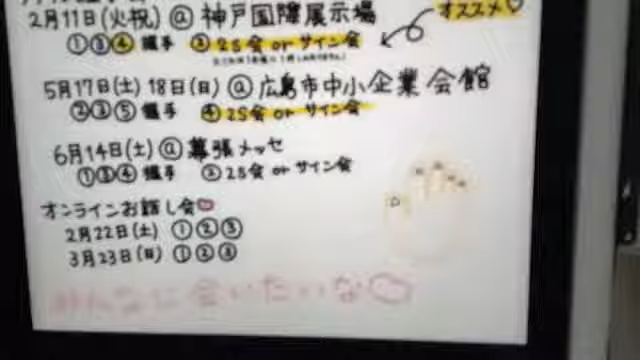 オススメ♡
2月11日(火祝) @ 神戸国際展示場
①③④ 握手 ②2S会 or サイン会
5月17日(土) 18日(日) @ 広島市中小企業会館
②③⑤ 握手 ④2S会 or サイン会
6月14日(土) @ 幕張メッセ
①③④ 握手 ②2S会 or サイン会
オンラインお話し会♡
2月22日(土) ①②③
3月23日(日) ①②③
みんなに会いたいな♡